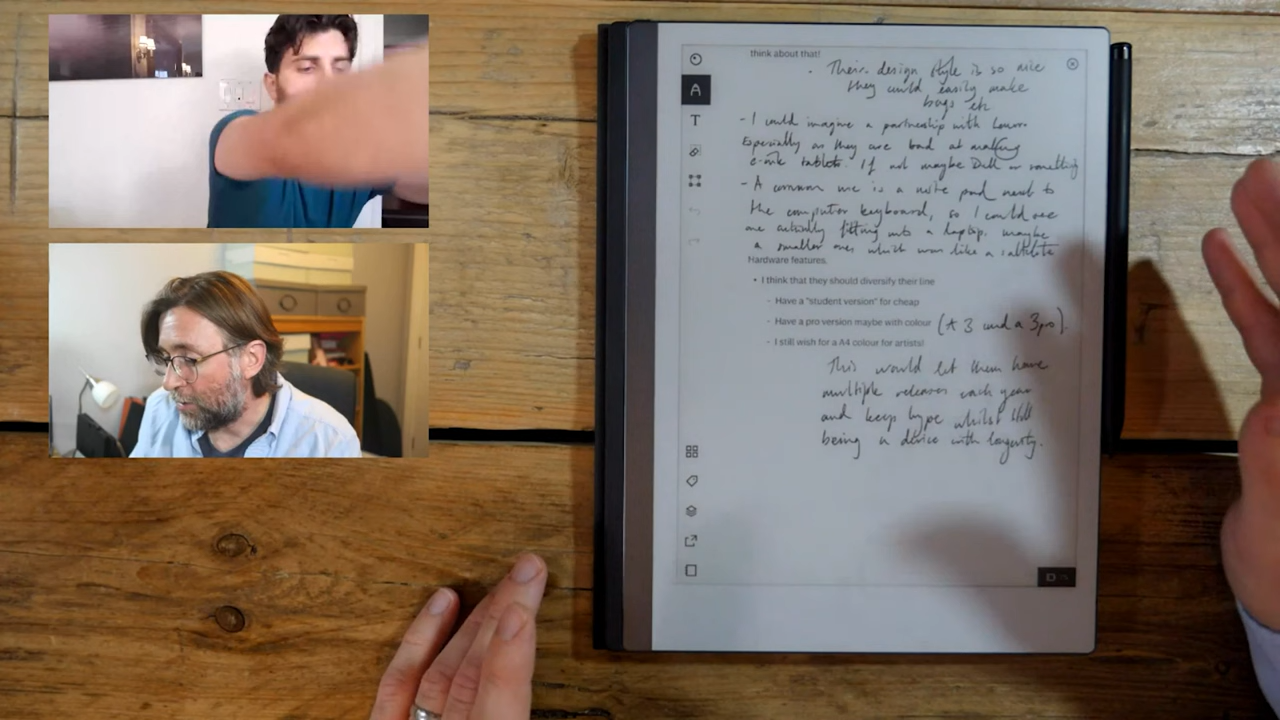 think about that!
- Their design style is so nice
they could easily make
bags etc
- I could imagine a partnership with
Especially as they are bad at making
e-ink tablets. If not maybe Dell or something
- A common use is a note pad next to
the computer keyboard, so I could see
one actually fitting into a laptop. maybe
a smaller one, which was like a
Hardware features.
• I think that they should diversify their line
- Have a "student version" for cheap
- Have a pro version maybe with colour (A 3 and a 3pro).
- I still wish for a A4 colour for artists!
This would let them have
multiple releases each year
and keep hype whilst still
being a device with longevity.
A
T